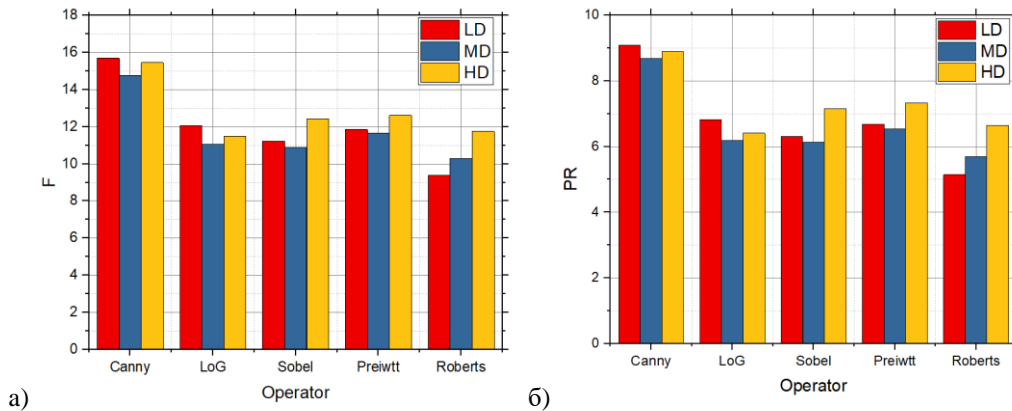 18
16
14
12
10
8
6
4
2
0
F
LD
MD
HD
Canny LoG Sobel Preiwtt Roberts
Operator
а)
10
8
6
4
2
0
PR
LD
MD
HD
Canny LoG Sobel Preiwtt Roberts
Operator
б)